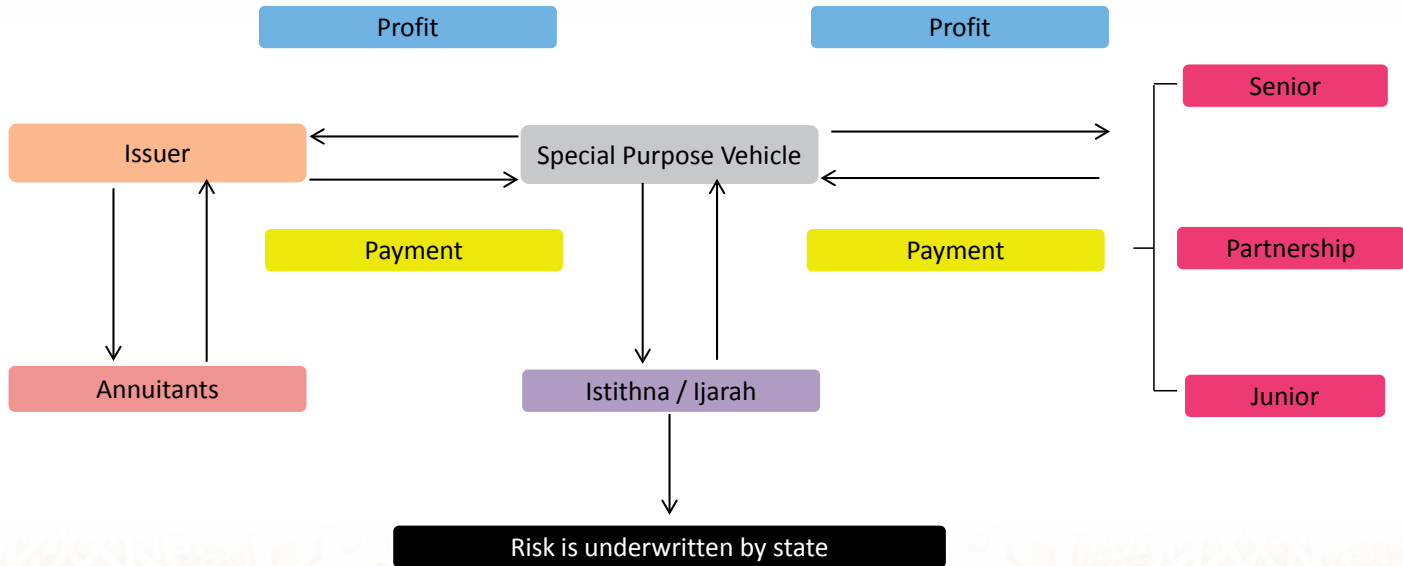 Profit
Profit
Senior
Issuer
Special Purpose Vehicle
Payment
Payment
Partnership
Annuitants
Istithna / Ijarah
Junior
Risk is underwritten by state